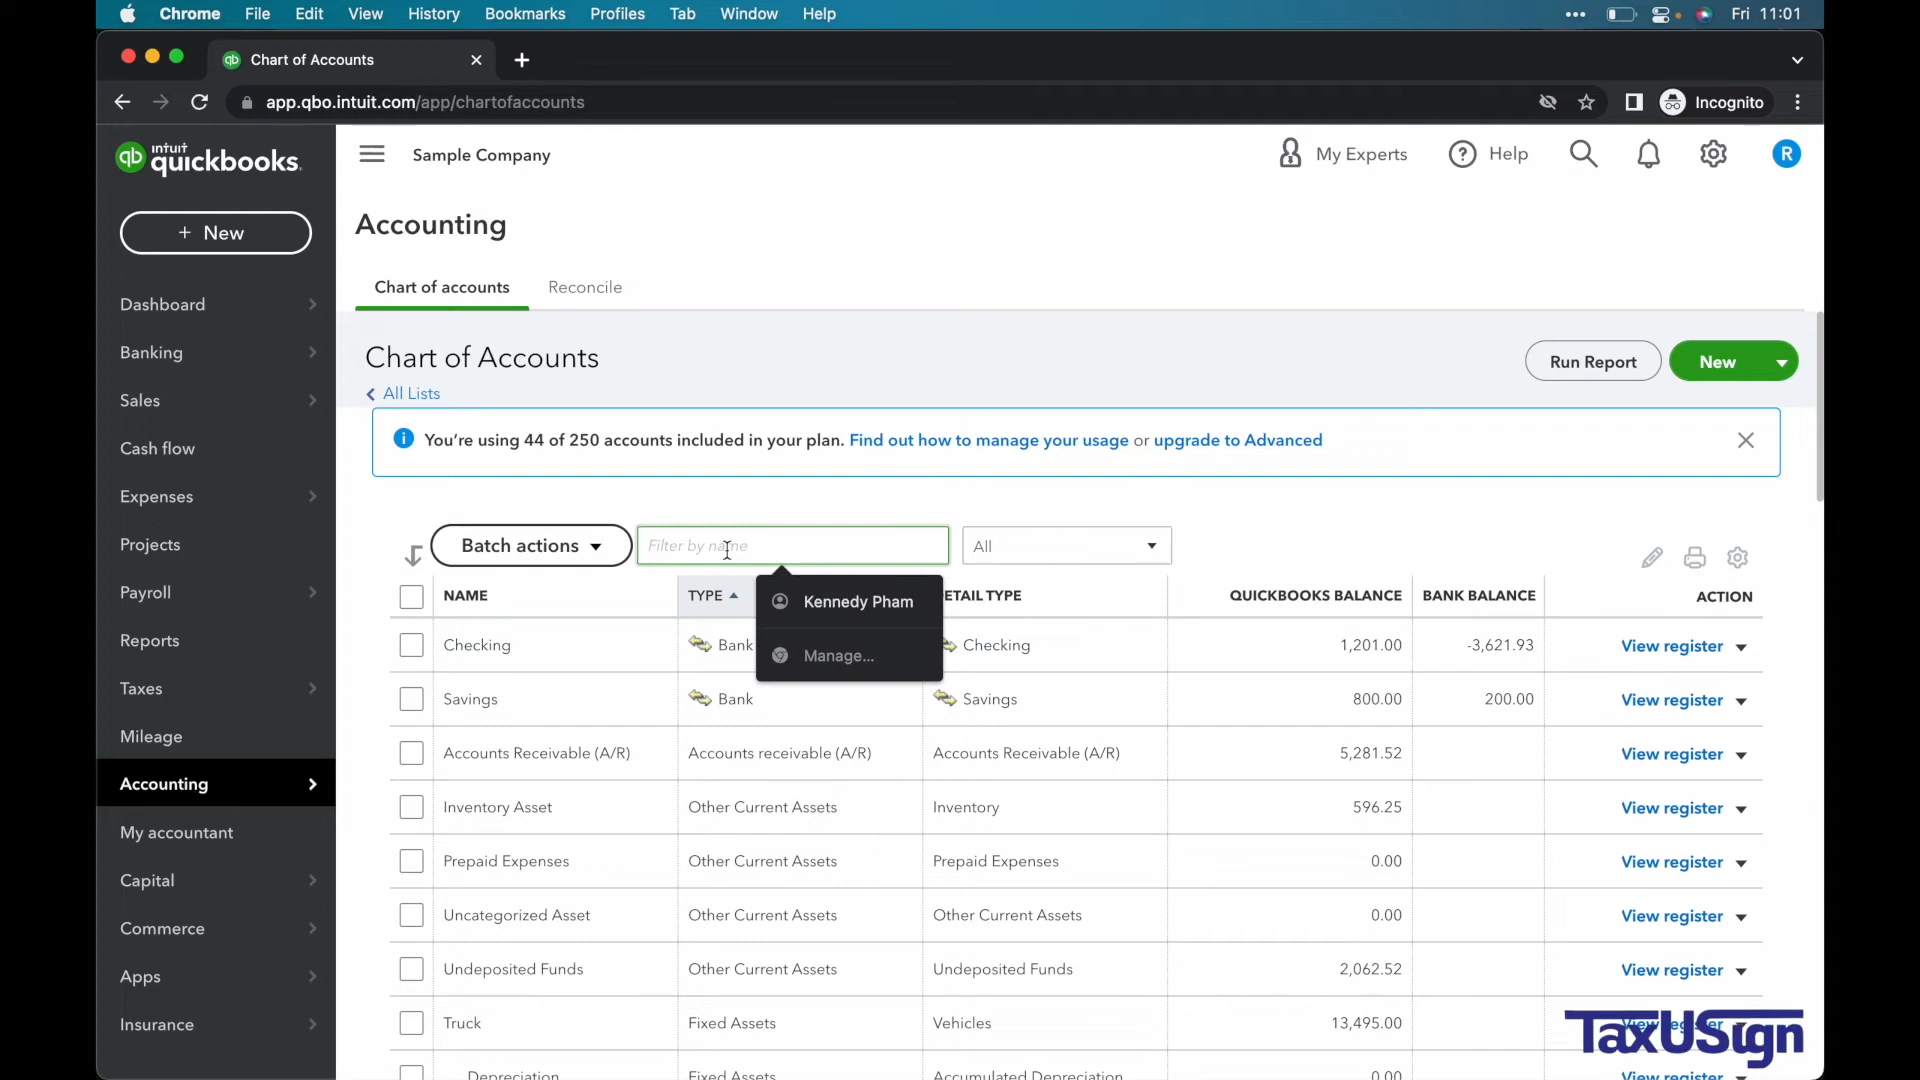 Chrome File Edit View History Bookmarks Profiles Tab Window Help Fri 11:01
qb Chart of Accounts
app.qbo.intuit.com/app/chartofaccounts Incognito
qb intuit quickbooks. Sample Company My Experts ? Help R
+ New
Accounting
Chart of accounts Reconcile
Dashboard
Banking
Sales
Cash flow
Expenses
Projects
Payroll
Reports
Taxes
Mileage
Accounting
My accountant
Capital
Commerce
Apps
Insurance
Chart of Accounts Run Report New
All Lists
i You're using 44 of 250 accounts included in your plan. Find out how to manage your usage or upgrade to Advanced
Batch actions Filter by name All
NAME TYPE ETAIL TYPE QUICKBOOKS BALANCE BANK BALANCE ACTION
Kennedy Pham
Manage...
Checking Bank Checking 1,201.00 -3,621.93 View register
Savings Bank Savings 800.00 200.00 View register
Accounts Receivable (A/R) Accounts receivable (A/R) Accounts Receivable (A/R) 5,281.52 View register
Inventory Asset Other Current Assets Inventory 596.25 View register
Prepaid Expenses Other Current Assets Prepaid Expenses 0.00 View register
Uncategorized Asset Other Current Assets Other Current Assets 0.00 View register
Undeposited Funds Other Current Assets Undeposited Funds 2,062.52 View register
Truck Fixed Assets Vehicles 13,495.00
Depreciation Fixed Assets Accumulated Depreciation 0.00 View register
TaxUSign